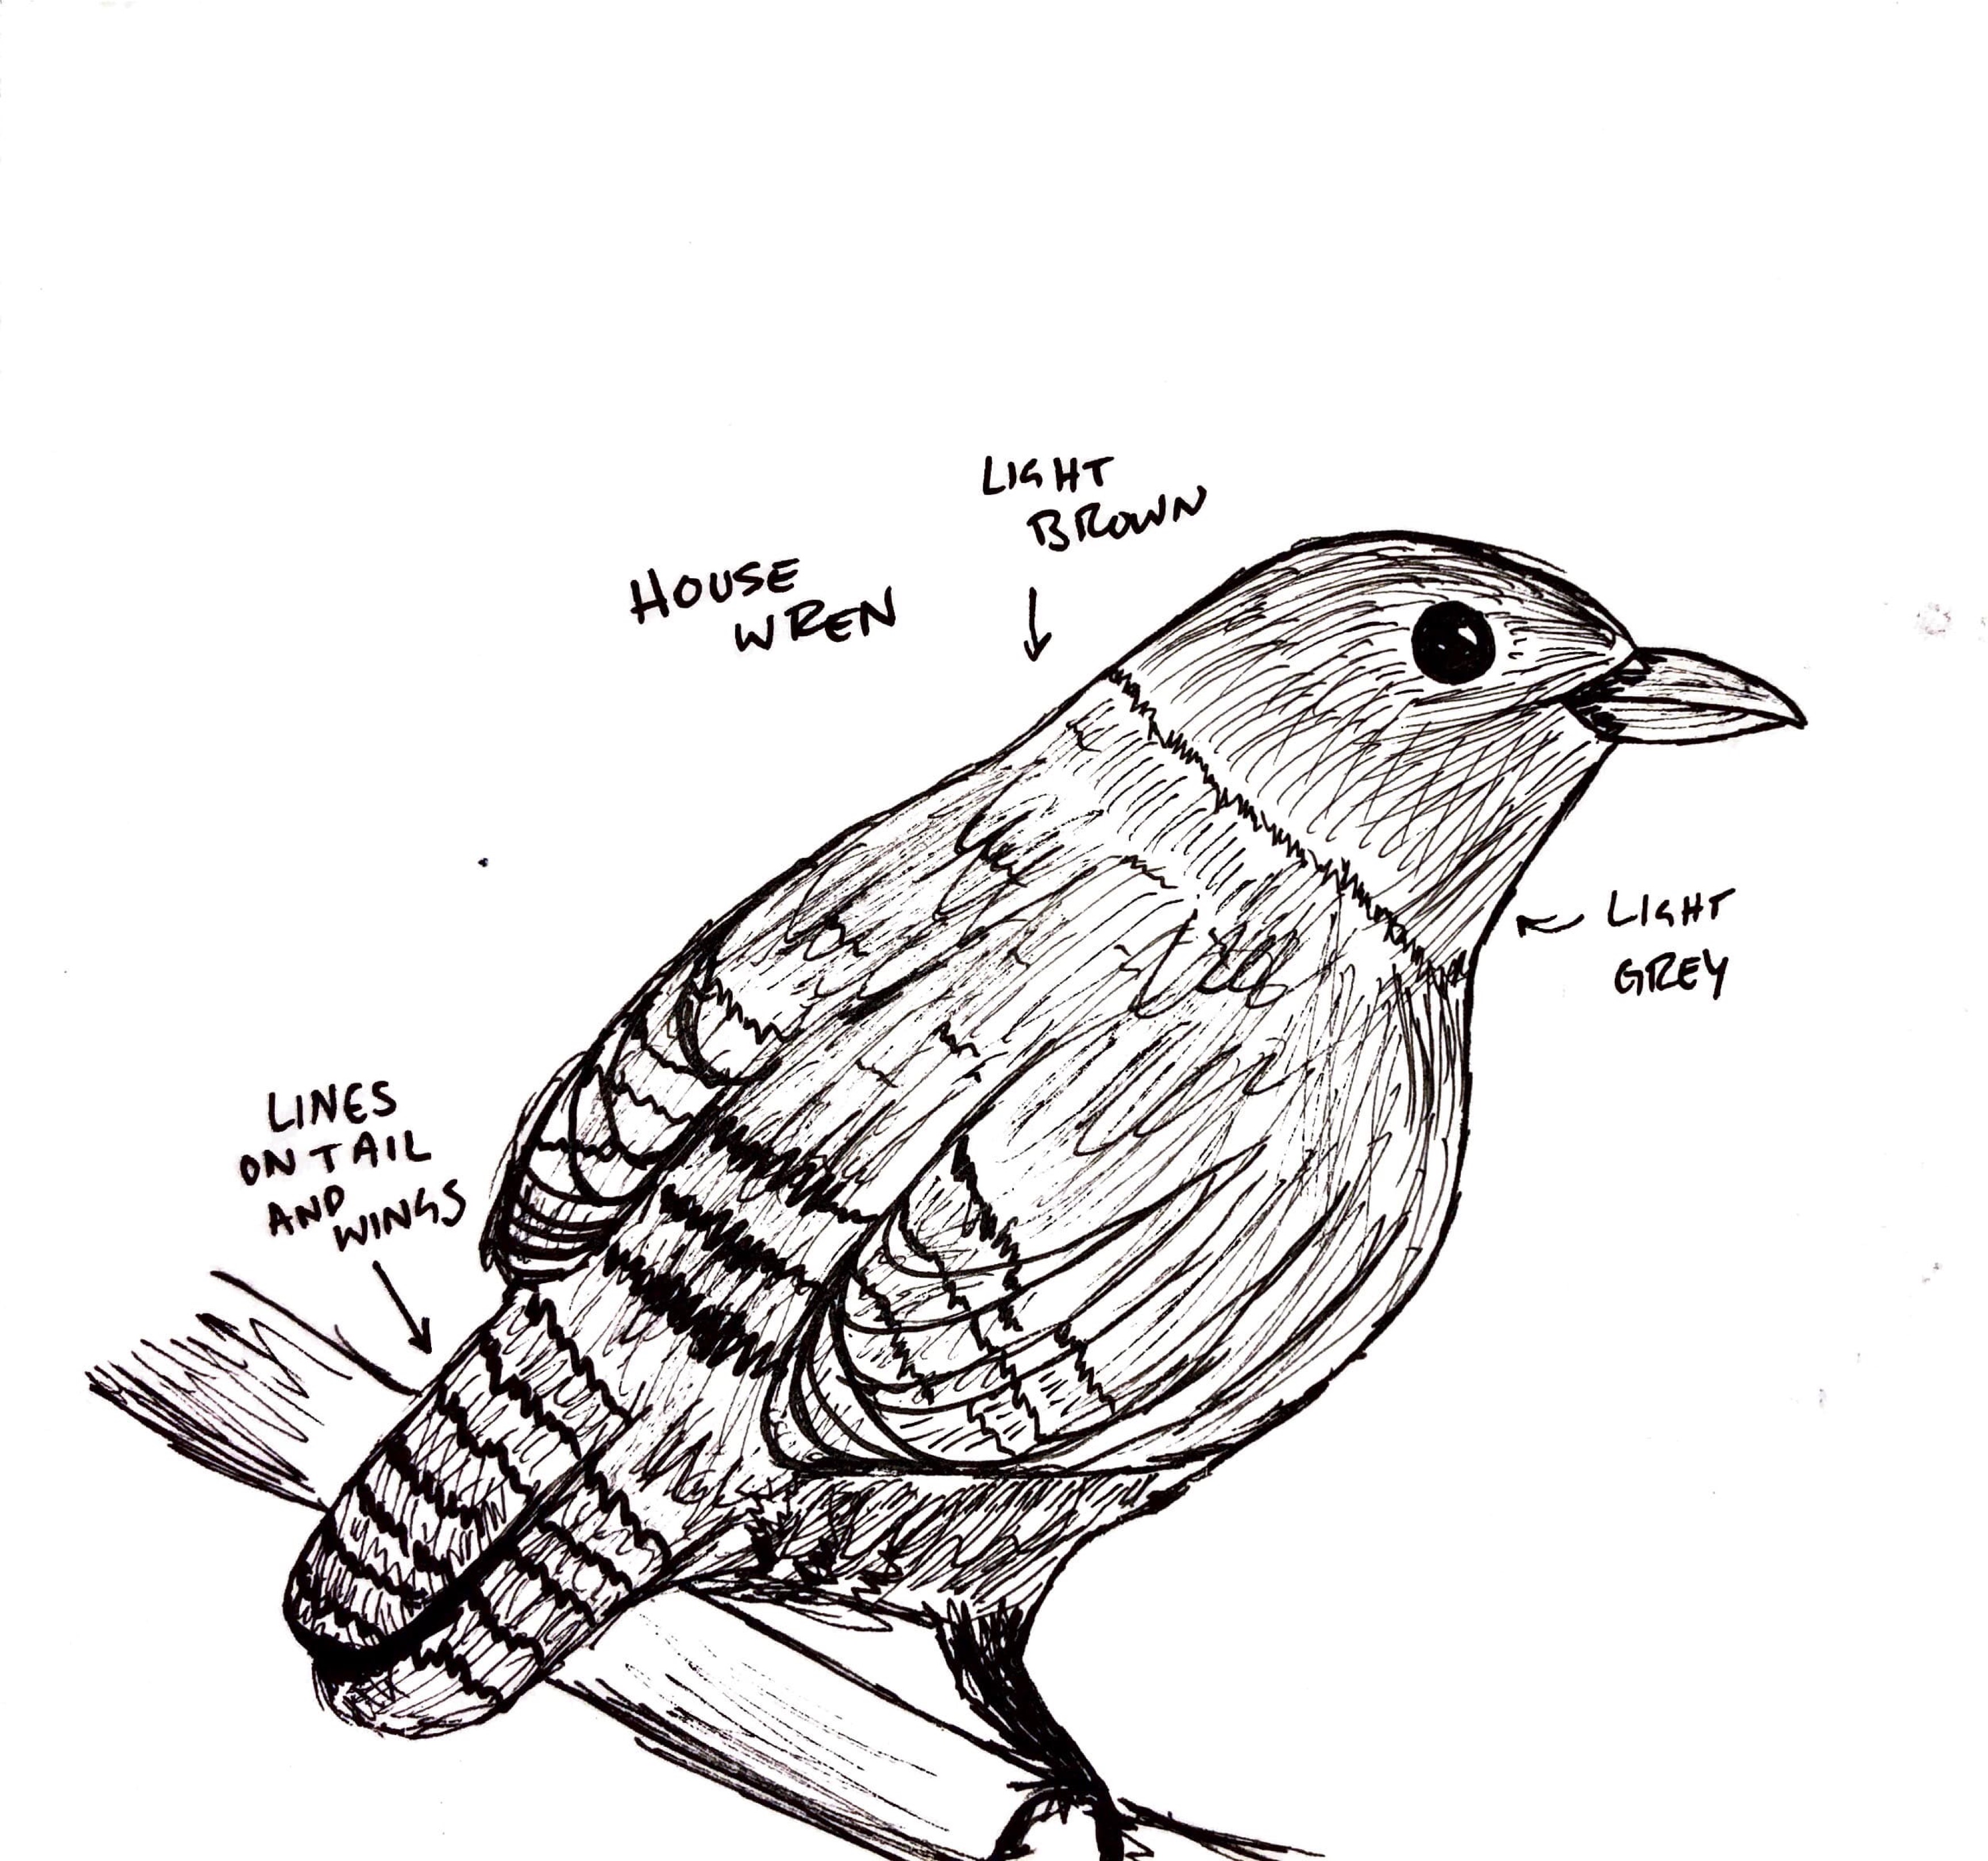 LIGHT
BROWN
HOUSE
WREN
LIGHT
GREY
LINES
ON TAIL
AND
WINGS